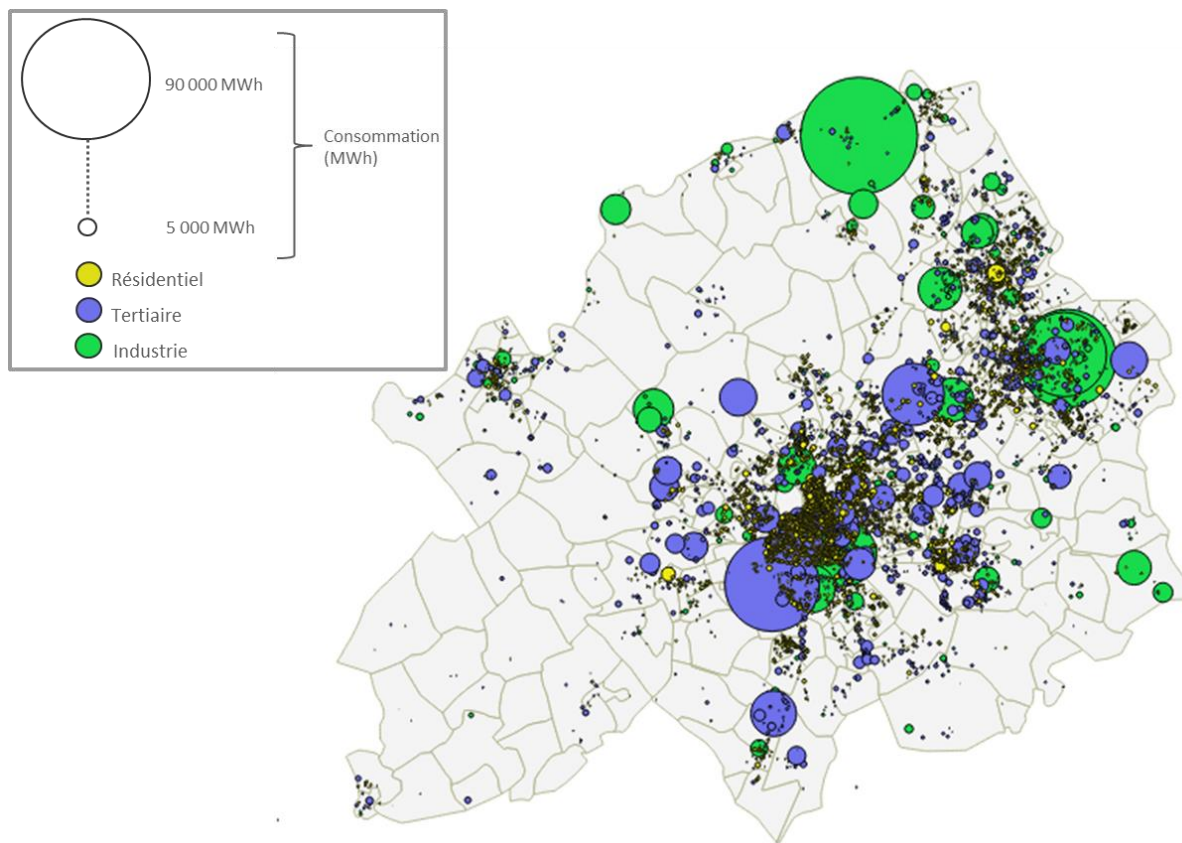 90 000 MWh
Consommation
(MWh)
5 000 MWh
Résidentiel
Tertiaire
Industrie